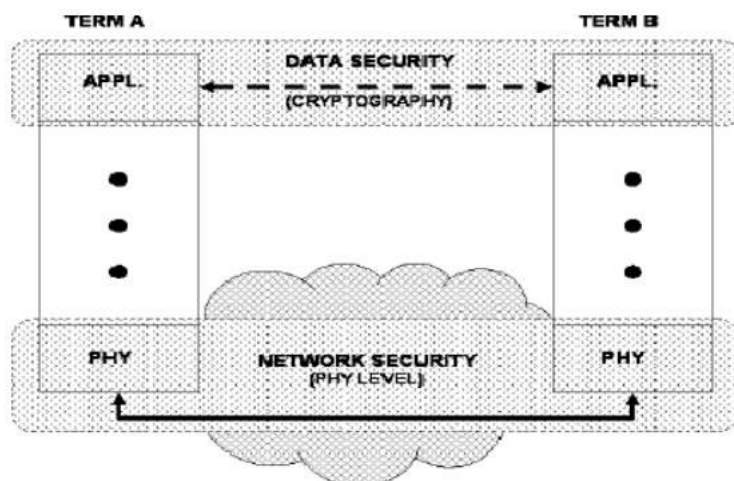 TERM A
TERM B
DATA SECURITY
(CRYPTOGRAPHY)
APPL.
APPL.
PHY
NETWORK SECURITY
(PHY LEVEL)
PHY